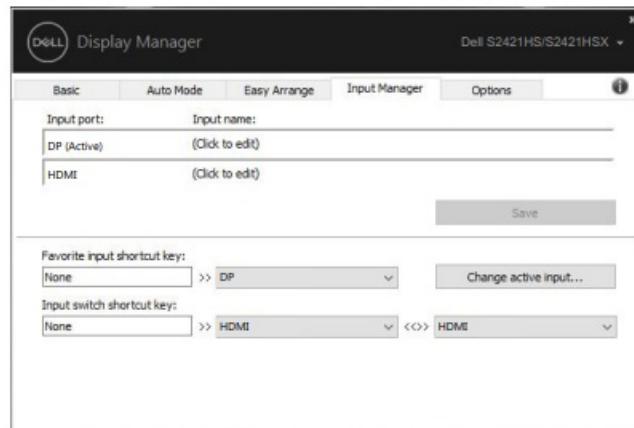 DELL Display Manager Dell S2421HS/S2421HSX
Basic Auto Mode Easy Arrange Input Manager Options
Input port: Input name:
DP (Active) (Click to edit)
HDMI (Click to edit)
Save
Favorite input shortcut key:
None >> DP Change active input...
Input switch shortcut key:
None >> HDMI <<>> HDMI